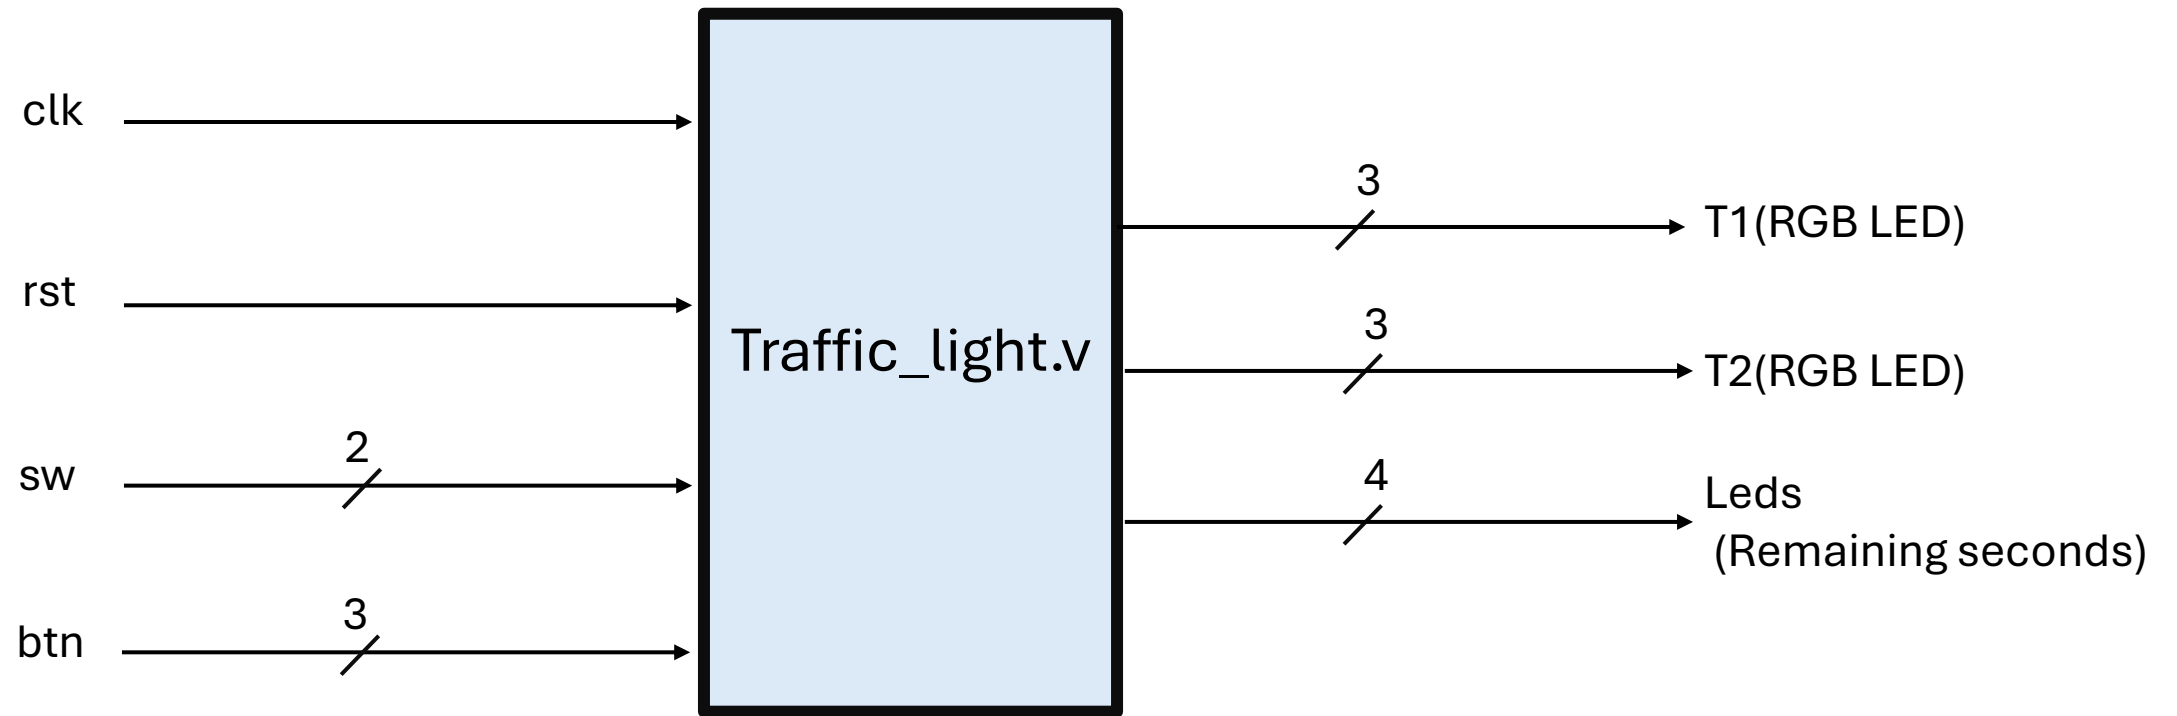 clk
rst
sw
2
btn
3
Traffic_light.v
3
T1(RGB LED)
3
T2(RGB LED)
4
Leds
(Remaining seconds)